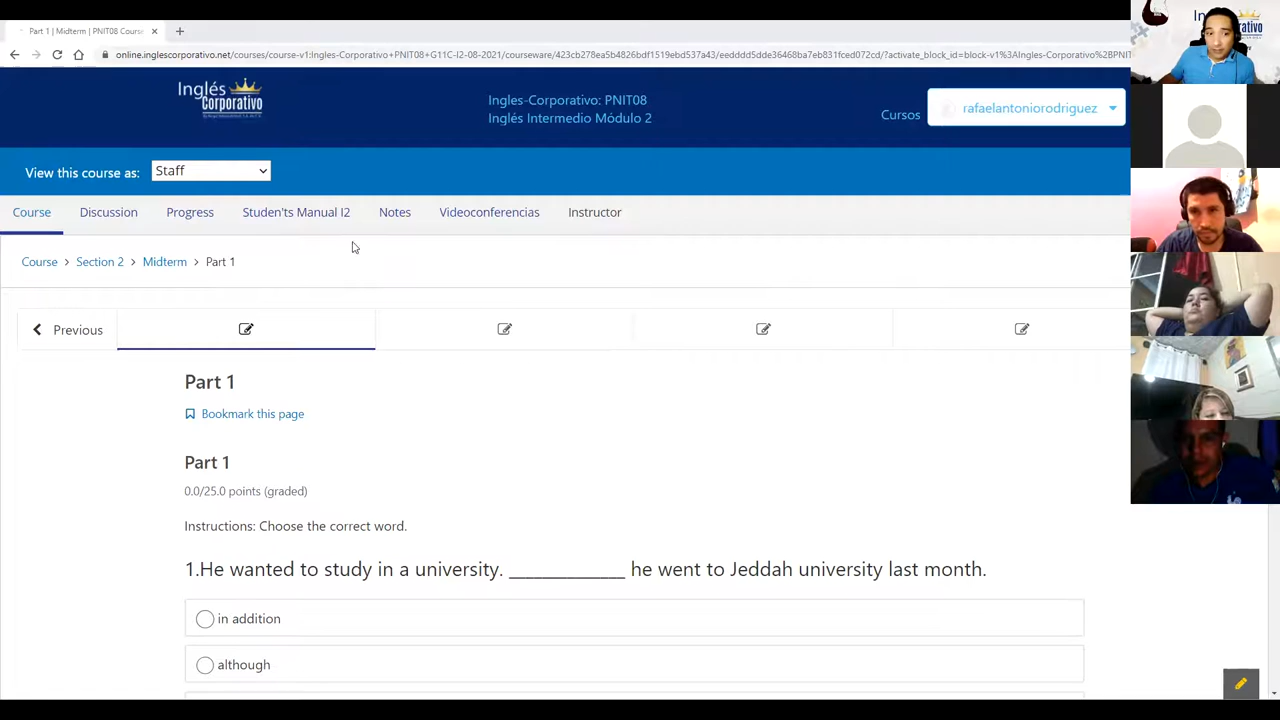 Part 1 | Midterm | PNIT08 Cours
online.inglescorporativo.net/courses/course-v1:Ingles-Corporativo+PNIT08+G11C-I2-08-2021/courseware/423cb278ea5b4826bdf1519ebd537a43/eedddd5dde36468ba7eb831fced072cd/?activate_block_id=block-v1%3AIngles-Corporativo%2BPNIT
Inglés
Corporativo
Ingles-Corporativo: PNIT08
Inglés Intermedio Módulo 2
Cursos
rafaelantoniorodriguez
View this course as:
Staff
Course
Discussion
Progress
Studen'ts Manual I2
Notes
Videoconferencias
Instructor
Course > Section 2 > Midterm > Part 1
Previous
Part 1
Bookmark this page
Part 1
0.0/25.0 points (graded)
Instructions: Choose the correct word.
1.He wanted to study in a university. ______________ he went to Jeddah university last month.
in addition
although